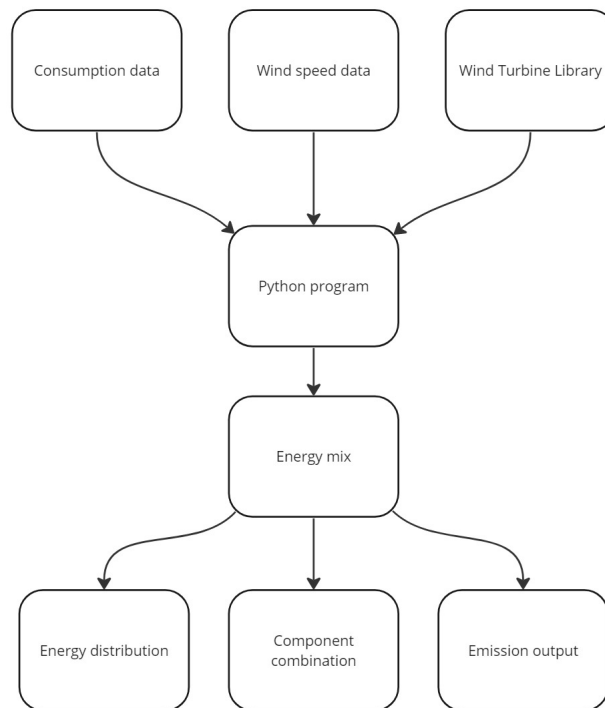 Consumption data
Wind speed data
Wind Turbine Library
Python program
Energy mix
Energy distribution
Component
combination
Emission output